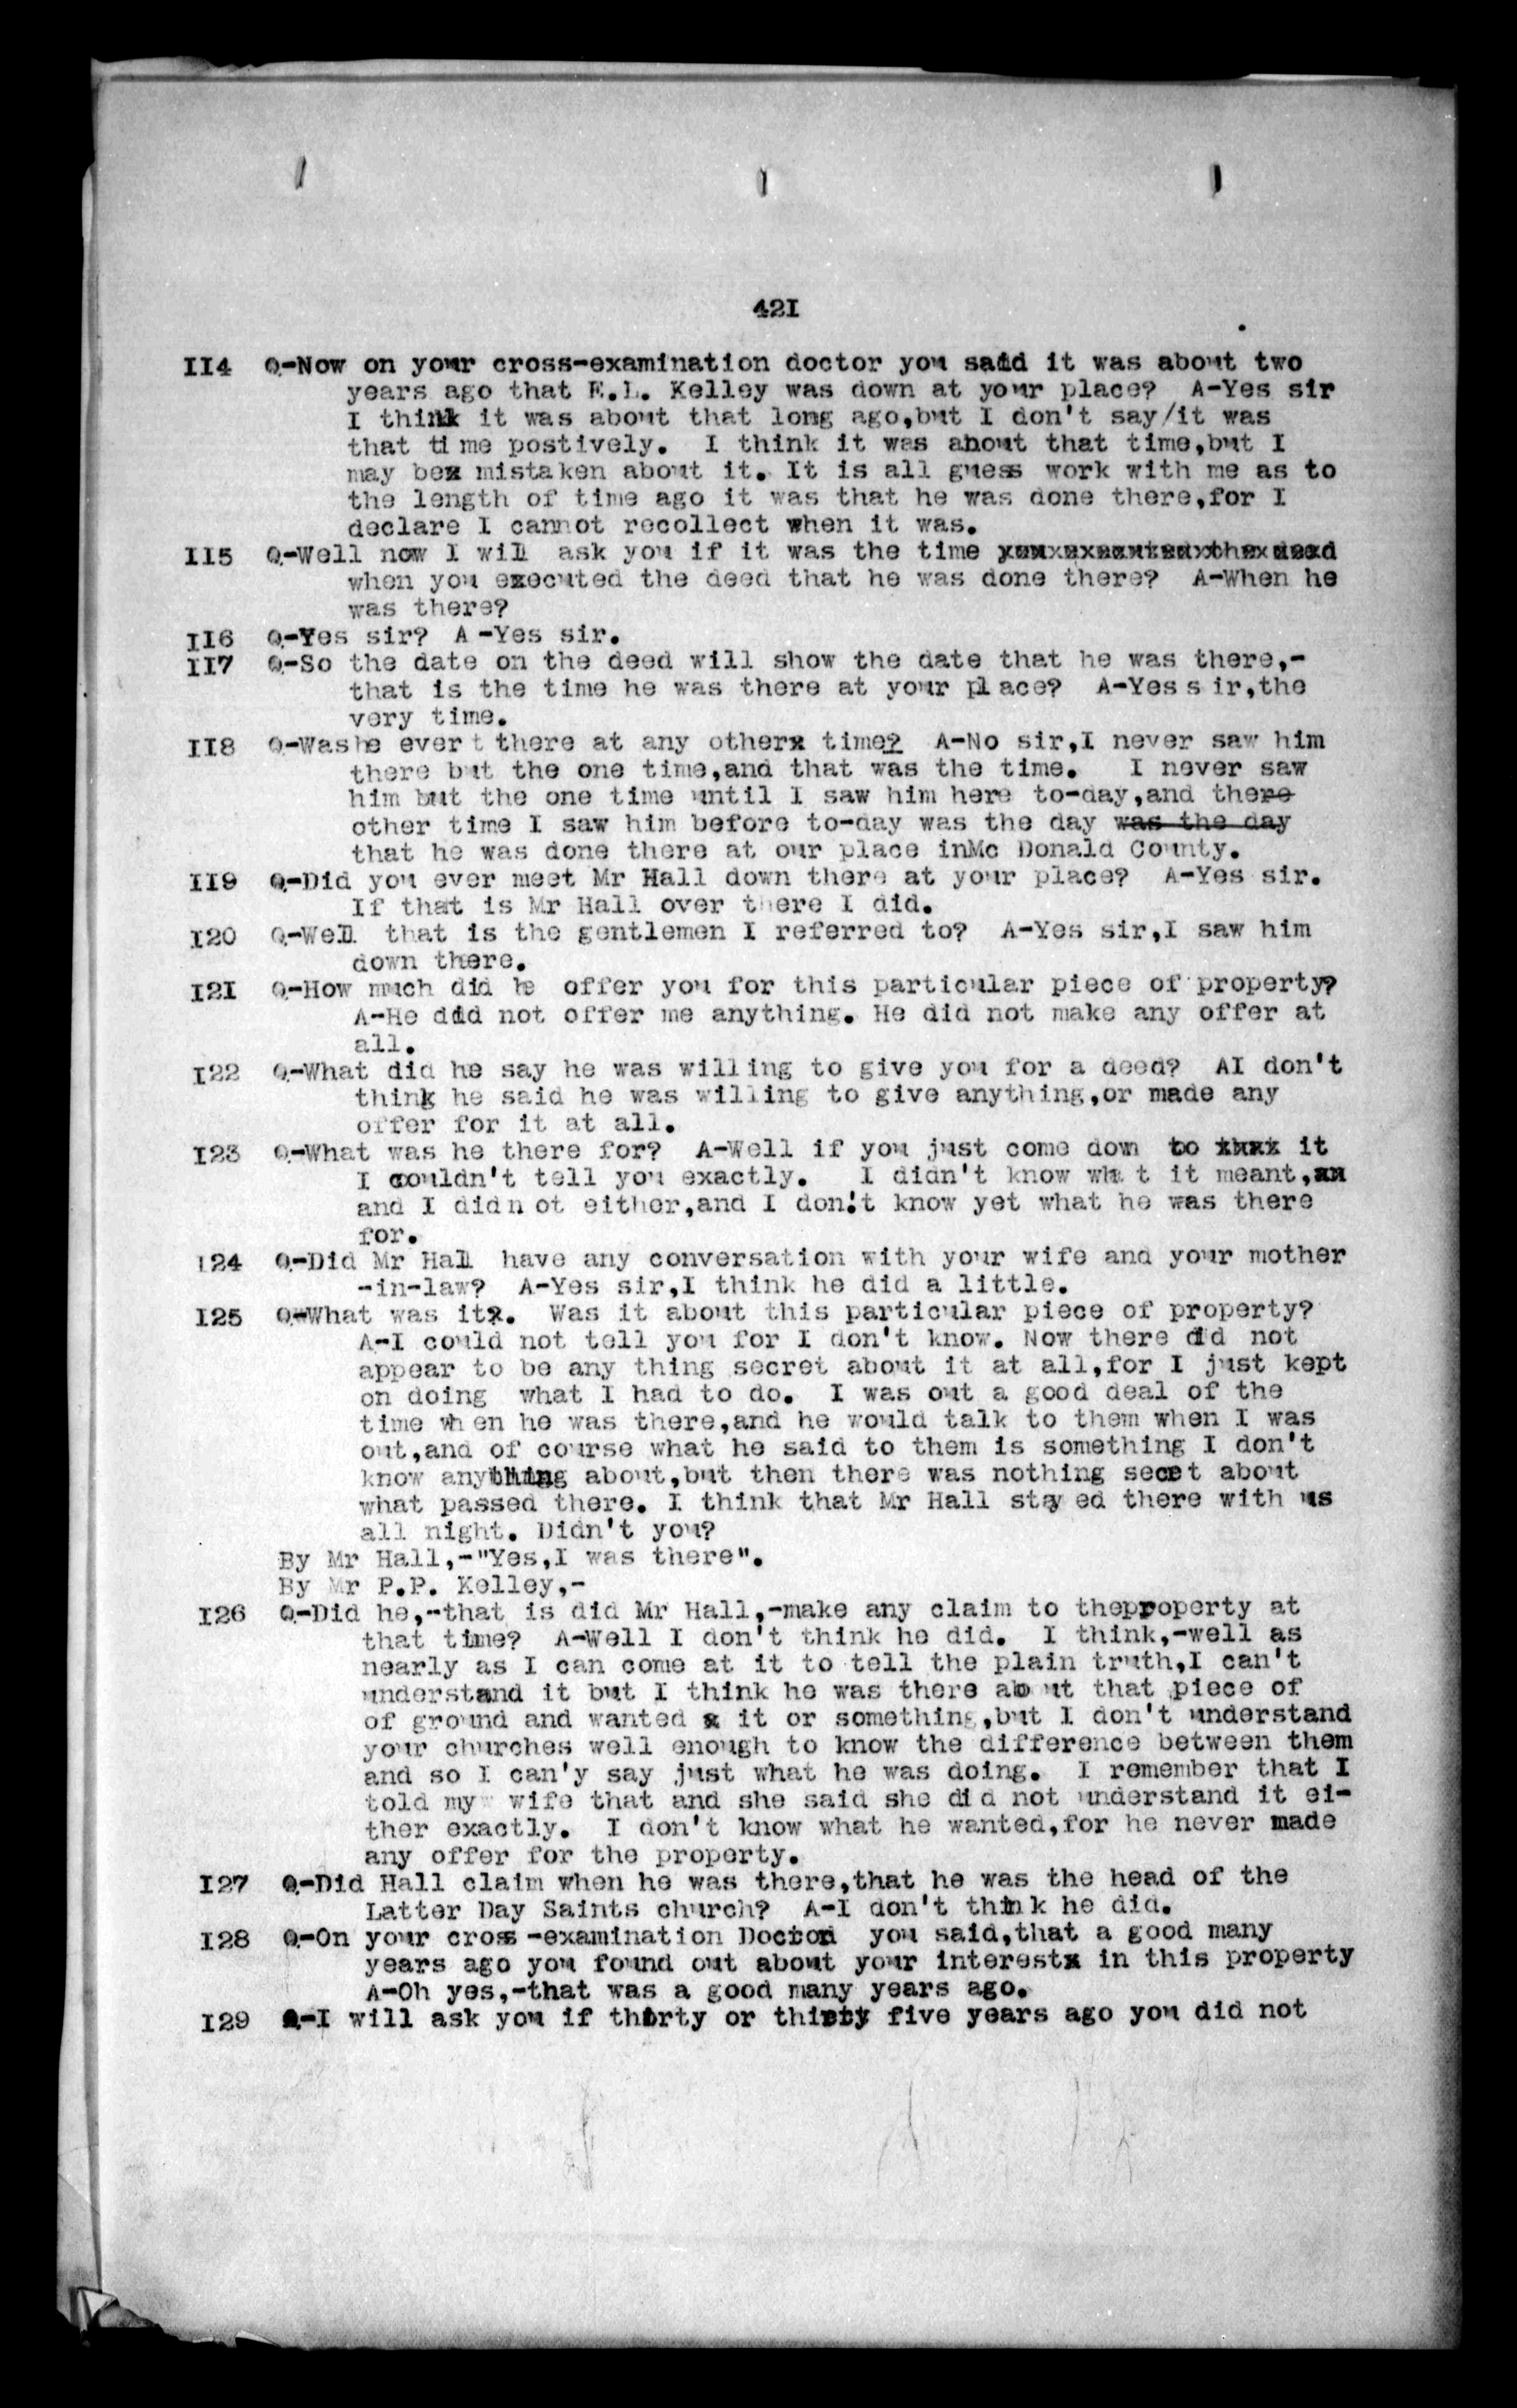 421
114 Q-Now on your cross-examination doctor you said it was about two
years ago that E.L. Kelley was down at your place? A-Yes sir
I think it was about that long ago,but I don't say/it was
that ti me postively. I think it was anout that time,but I
may bex mistaken about it. It is all guess work with me as to
the length of time ago it was that he was done there,for I
declare I cannot recollect when it was.
115 Q-Well now I will ask you if it was the time
when you executed the deed that he was done there? A-When he
was there?
116 Q-Yes sir? A -Yes sir.
117 Q-So the date on the deed will show the date that he was there,-
that is the time he was there at your place? A-Yes s ir,the
very time.
118 Q-Was he ever t there at any otherx time? A-No sir,I never saw him
there but the one time,and that was the time. I never saw
him but the one time until I saw him here to-day,and there
other time I saw him before to-day was the day was the day
that he was done there at our place inMc Donald County.
119 Q-Did you ever meet Mr Hall down there at your place? A-Yes sir.
If that is Mr Hall over there I did.
120 Q-Well that is the gentlemen I referred to? A-Yes sir,I saw him
down there.
121 Q-How much did he offer you for this particular piece of property?
A-He did not offer me anything. He did not make any offer at
all.
122 Q-What did he say he was willing to give you for a deed? AI don't
think he said he was willing to give anything,or made any
offer for it at all.
123 Q-What was he there for? A-Well if you just come down to xxxx it
I couldn't tell you exactly. I didn't know wha t it meant,an
and I did n ot either,and I don't know yet what he was there
for.
124 Q-Did Mr Hall have any conversation with your wife and your mother
-in-law? A-Yes sir,I think he did a little.
125 Q-What was itx. Was it about this particular piece of property?
A-I could not tell you for I don't know. Now there did not
appear to be any thing secret about it at all,for I just kept
on doing what I had to do. I was out a good deal of the
time wh en he was there,and he would talk to them when I was
out,and of course what he said to them is something I don't
know anything about,but then there was nothing secret about
what passed there. I think that Mr Hall stay ed there with us
all night. Didn't you?
By Mr Hall,-"Yes,I was there".
By Mr P.P. Kelley,-
126 Q-Did he,-that is did Mr Hall,-make any claim to theproperty at
that time? A-Well I don't think he did. I think,-well as
nearly as I can come at it to tell the plain truth,I can't
understand it but I think he was there about that piece of
of ground and wanted x it or something,but I don't understand
your churches well enough to know the difference between them
and so I can'y say just what he was doing. I remember that I
told my wife that and she said she did not understand it ei-
ther exactly. I don't know what he wanted,for he never made
any offer for the property.
127 Q-Did Hall claim when he was there,that he was the head of the
Latter Day Saints church? A-I don't think he did.
128 Q-On your cross -examination Doctor you said,that a good many
years ago you found out about your interestx in this property
A-Oh yes,-that was a good many years ago.
129 Q-I will ask you if thirty or thirty five years ago you did not